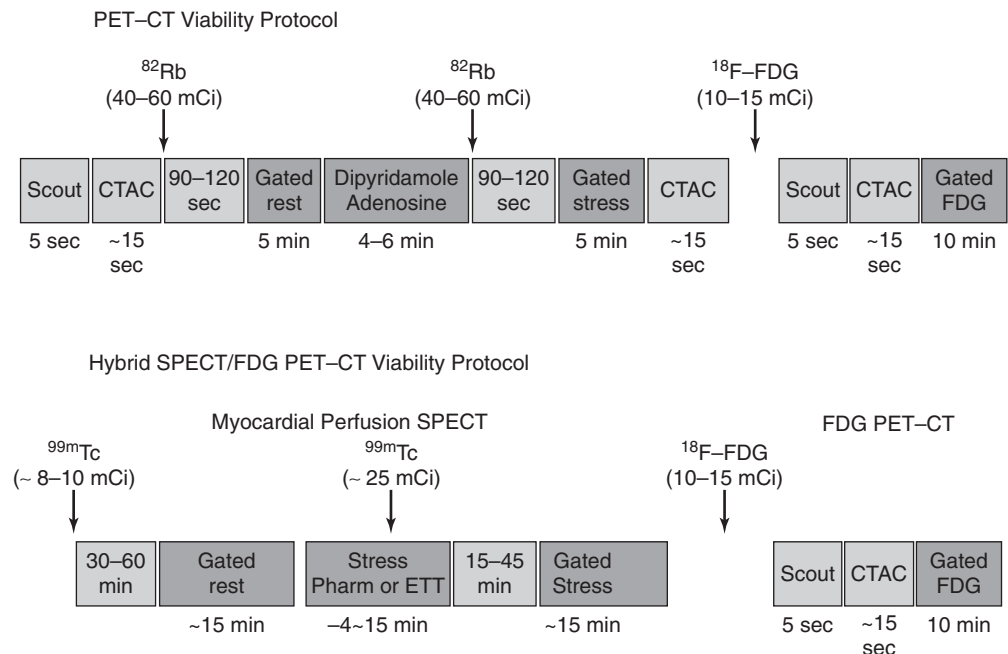 PET–CT Viability Protocol
⁸²Rb
(40–60 mCi)
⁸²Rb
(40–60 mCi)
¹⁸F–FDG
(10–15 mCi)
Scout
CTAC
90–120
sec
Gated
rest
Dipyridamole
Adenosine
90–120
sec
Gated
stress
CTAC
Scout
CTAC
Gated
FDG
5 sec
~15
sec
5 min
4–6 min
5 min
~15
sec
5 sec
~15
sec
10 min
Hybrid SPECT/FDG PET–CT Viability Protocol
Myocardial Perfusion SPECT
FDG PET–CT
⁹⁹ᵐTc
(~ 8–10 mCi)
⁹⁹ᵐTc
(~ 25 mCi)
¹⁸F–FDG
(10–15 mCi)
30–60
min
Gated
rest
Stress
Pharm or ETT
15–45
min
Gated
Stress
Scout
CTAC
Gated
FDG
~15 min
–4~15 min
~15 min
5 sec
~15
sec
10 min